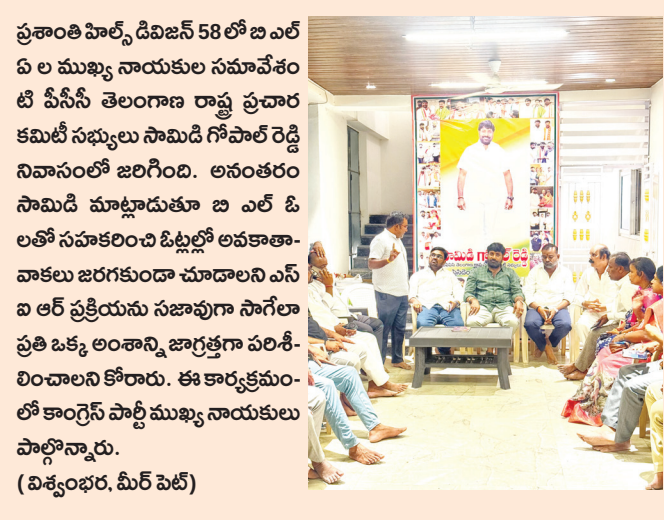 ప్రశాంతి హిల్స్ డివిజన్ 58 లో బి ఎల్
ఏ ల ముఖ్య నాయకుల సమావేశం
టి పీసీసీ తెలంగాణ రాష్ట్ర ప్రచార
కమిటీ సభ్యులు సామిడి గోపాల్ రెడ్డి
నివాసంలో జరిగింది. అనంతరం
సామిడి మాట్లాడుతూ బి ఎల్ ఓ
లతో సహకరించి ఓట్లల్లో అవకాతా-
వాకలు జరగకుండా చూడాలని ఎస్
ఐ ఆర్ ప్రక్రియను సజావుగా సాగేలా
ప్రతి ఒక్క అంశాన్ని జాగ్రత్తగా పరిశీ-
లించాలని కోరారు. ఈ కార్యక్రమం-
లో కాంగ్రెస్ పార్టీ ముఖ్య నాయకులు
పాల్గొన్నారు.
( విశ్వంభర, మీర్ పెట్)